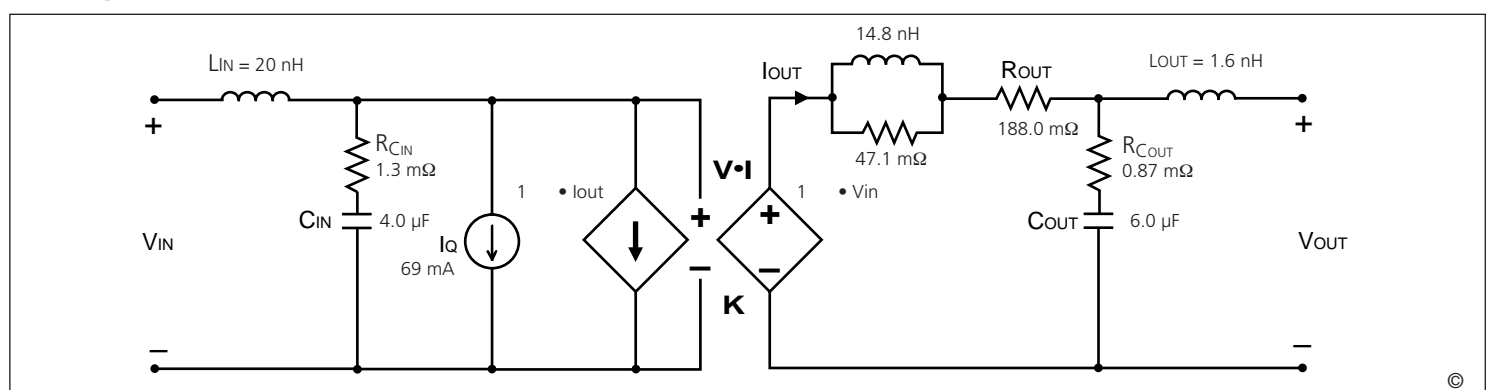 14.8 nH
LIN = 20 nH
IOUT
ROUT
LOUT = 1.6 nH
+
+
188.0 mΩ
RCIN
1.3 mΩ
47.1 mΩ
RCOUT
0.87 mΩ
V•I
1 • Iout
1 • Vin
+
+
CIN
4.0 µF
COUT
6.0 µF
VIN
IQ
69 mA
VOUT
–
–
K
–
–
©